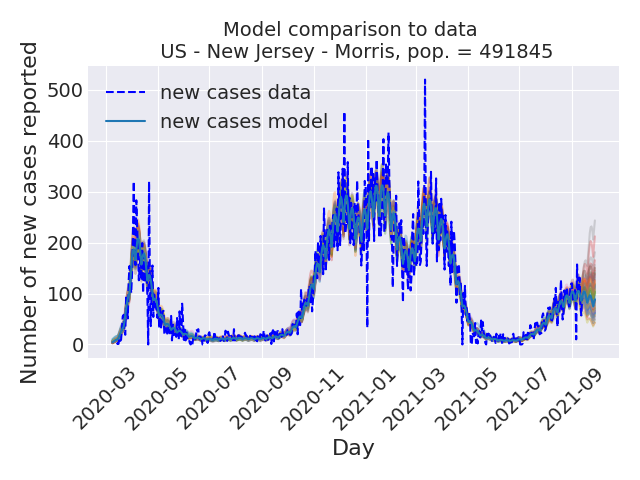 Model comparison to data
US - New Jersey - Morris, pop. = 491845
new cases data
new cases model
Number of new cases reported
500
400
300
200
100
0
2020-03
2020-05
2020-07
2020-09
2020-11
2021-01
2021-03
2021-05
2021-07
2021-09
Day